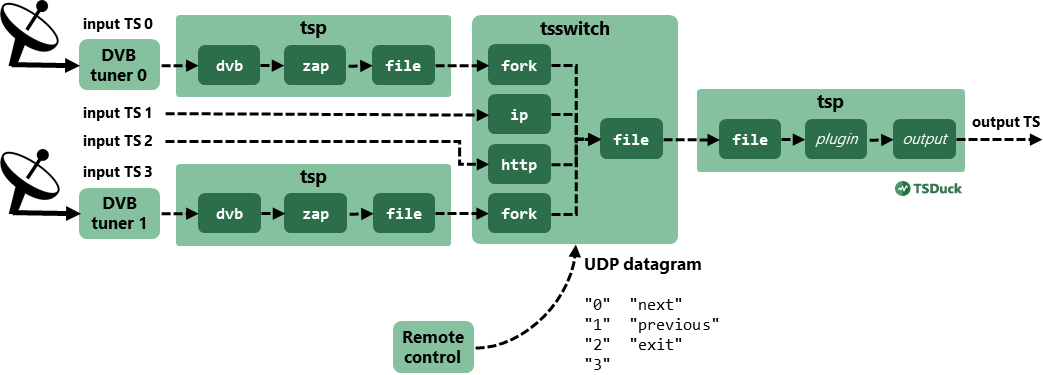 input TS 0
DVB
tuner 0
tsp
dvb
zap
file
input TS 1
input TS 2
input TS 3
DVB
tuner 1
tsp
dvb
zap
file
tsswitch
fork
ip
http
fork
file
tsp
file
plugin
output
output TS
TSDuck
Remote
control
UDP datagram
"0" "next"
"1" "previous"
"2" "exit"
"3"